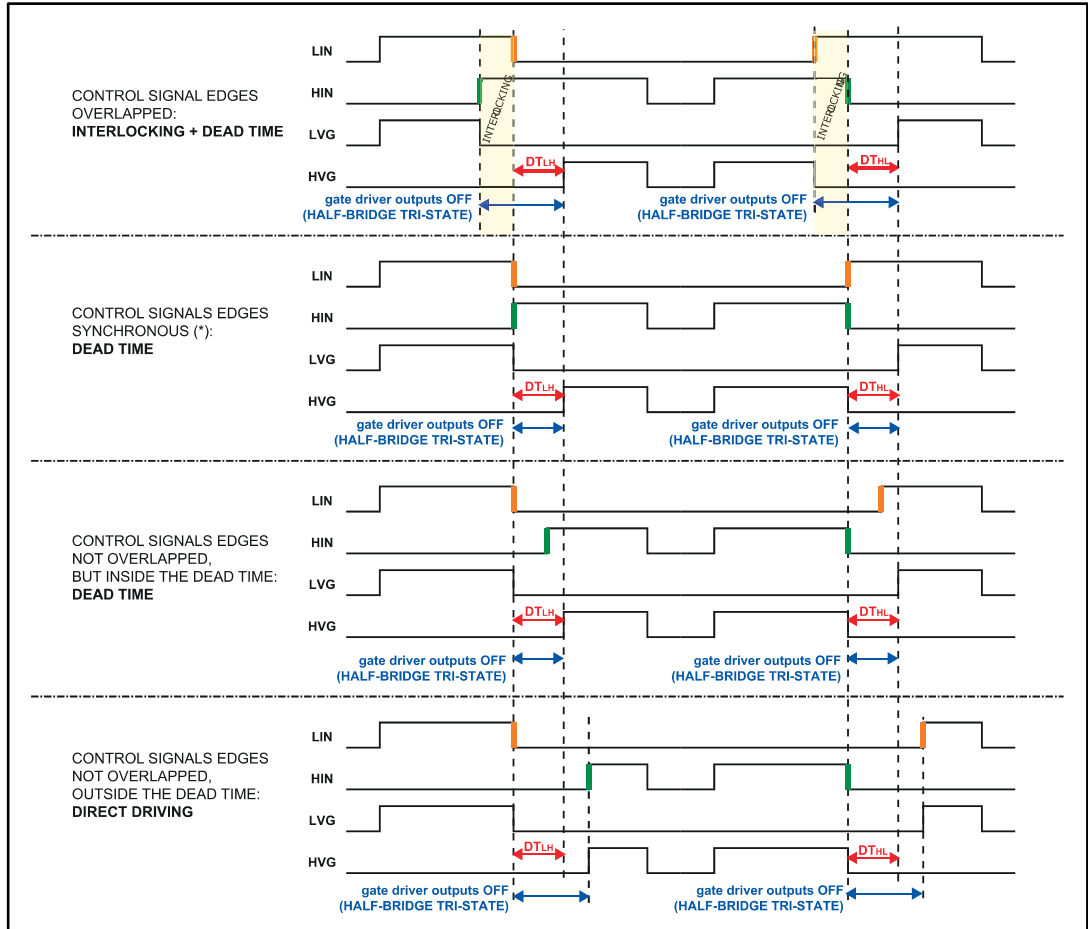 LIN
HIN
LVG
HVG
CONTROL SIGNAL EDGES
OVERLAPPED:
INTERLOCKING + DEAD TIME
INTERLOCKING
INTERLOCKING
DTLH
DTHL
gate driver outputs OFF
(HALF-BRIDGE TRI-STATE)
gate driver outputs OFF
(HALF-BRIDGE TRI-STATE)
LIN
HIN
LVG
HVG
CONTROL SIGNALS EDGES
SYNCHRONOUS (*):
DEAD TIME
DTLH
DTHL
gate driver outputs OFF
(HALF-BRIDGE TRI-STATE)
gate driver outputs OFF
(HALF-BRIDGE TRI-STATE)
LIN
HIN
LVG
HVG
CONTROL SIGNALS EDGES
NOT OVERLAPPED,
BUT INSIDE THE DEAD TIME:
DEAD TIME
DTLH
DTHL
gate driver outputs OFF
(HALF-BRIDGE TRI-STATE)
gate driver outputs OFF
(HALF-BRIDGE TRI-STATE)
LIN
HIN
LVG
HVG
CONTROL SIGNALS EDGES
NOT OVERLAPPED,
OUTSIDE THE DEAD TIME:
DIRECT DRIVING
DTLH
DTHL
gate driver outputs OFF
(HALF-BRIDGE TRI-STATE)
gate driver outputs OFF
(HALF-BRIDGE TRI-STATE)